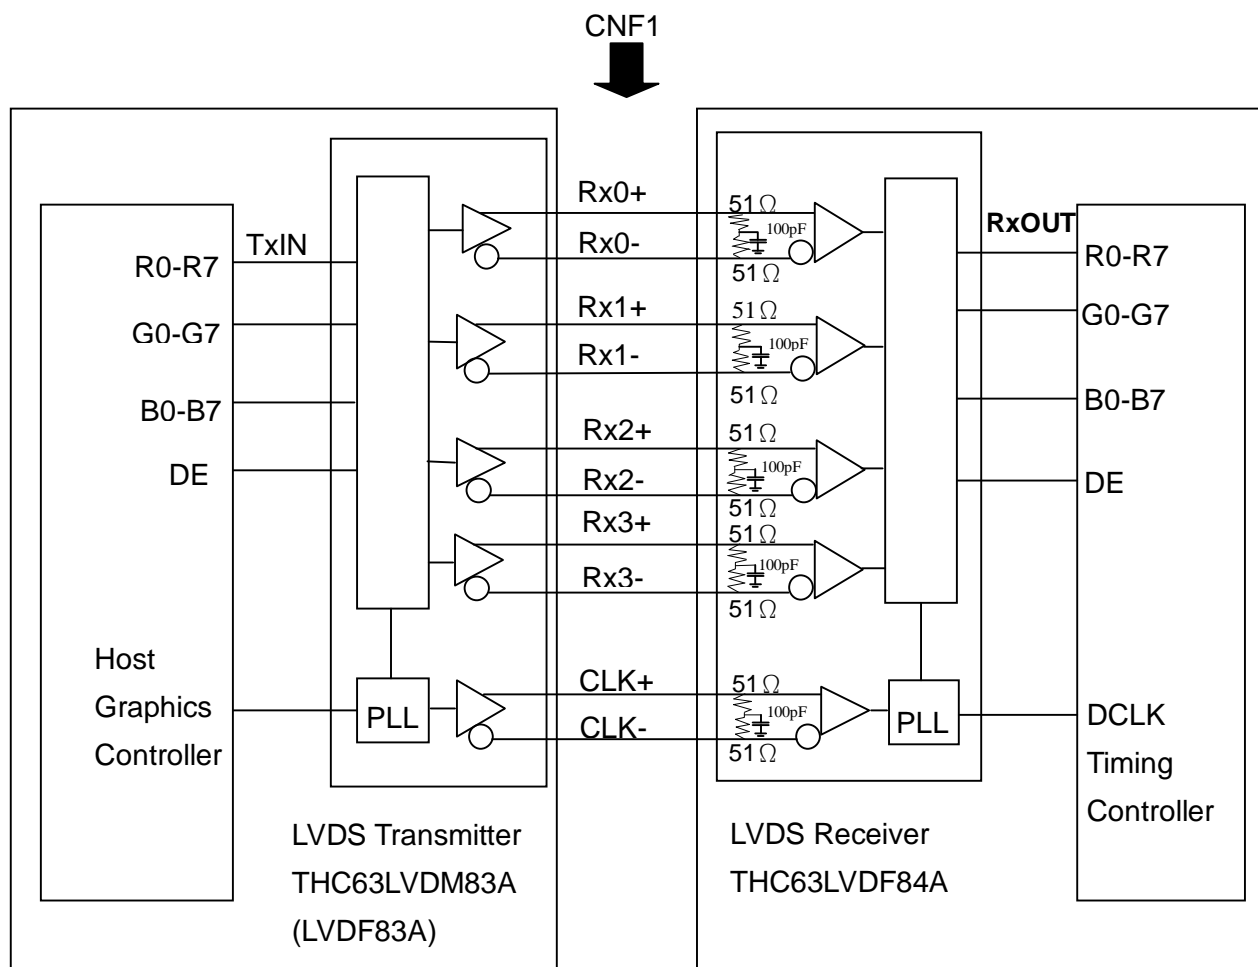 CNF1
TxIN
R0-R7
G0-G7
B0-B7
DE
Host
Graphics
Controller
PLL
LVDS Transmitter
THC63LVDM83A
(LVDF83A)
Rx0+
Rx0-
Rx1+
Rx1-
Rx2+
Rx2-
Rx3+
Rx3-
CLK+
CLK-
51Ω
100pF
51Ω
51Ω
100pF
51Ω
51Ω
100pF
51Ω
51Ω
100pF
51Ω
51Ω
100pF
51Ω
PLL
LVDS Receiver
THC63LVDF84A
RxOUT
R0-R7
G0-G7
B0-B7
DE
DCLK
Timing
Controller